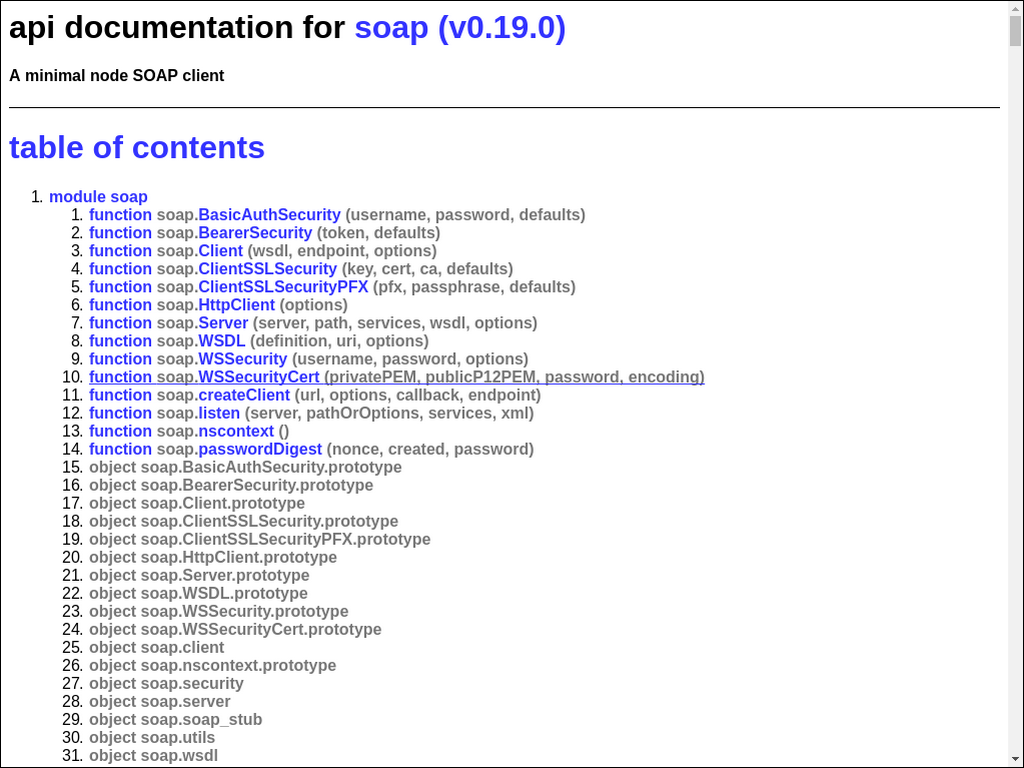 api documentation for soap (v0.19.0)
A minimal node SOAP client
table of contents
1. module soap
1. function soap.BasicAuthSecurity (username, password, defaults)
2. function soap.BearerSecurity (token, defaults)
3. function soap.Client (wsdl, endpoint, options)
4. function soap.ClientSSLSecurity (key, cert, ca, defaults)
5. function soap.ClientSSLSecurityPFX (pfx, passphrase, defaults)
6. function soap.HttpClient (options)
7. function soap.Server (server, path, services, wsdl, options)
8. function soap.WSDL (definition, uri, options)
9. function soap.WSSecurity (username, password, options)
10. function soap.WSSecurityCert (privatePEM, publicP12PEM, password, encoding)
11. function soap.createClient (url, options, callback, endpoint)
12. function soap.listen (server, pathOrOptions, services, xml)
13. function soap.nscontext ()
14. function soap.passwordDigest (nonce, created, password)
15. object soap.BasicAuthSecurity.prototype
16. object soap.BearerSecurity.prototype
17. object soap.Client.prototype
18. object soap.ClientSSLSecurity.prototype
19. object soap.ClientSSLSecurityPFX.prototype
20. object soap.HttpClient.prototype
21. object soap.Server.prototype
22. object soap.WSDL.prototype
23. object soap.WSSecurity.prototype
24. object soap.WSSecurityCert.prototype
25. object soap.client
26. object soap.nscontext.prototype
27. object soap.security
28. object soap.server
29. object soap.soap_stub
30. object soap.utils
31. object soap.wsdl